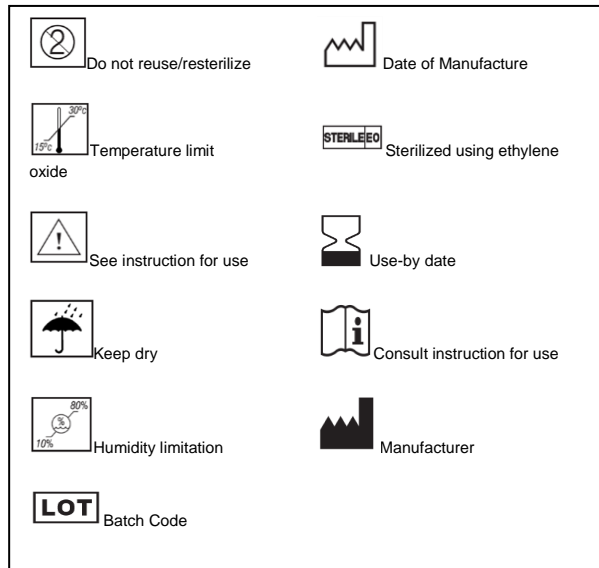 2
Do not reuse/resterilize
Date of Manufacture
30°c
15°c
Temperature limit
STERILE EO
Sterilized using ethylene
oxide
!
See instruction for use
Use-by date
Keep dry
i
Consult instruction for use
80%
%
10%
Humidity limitation
Manufacturer
LOT
Batch Code